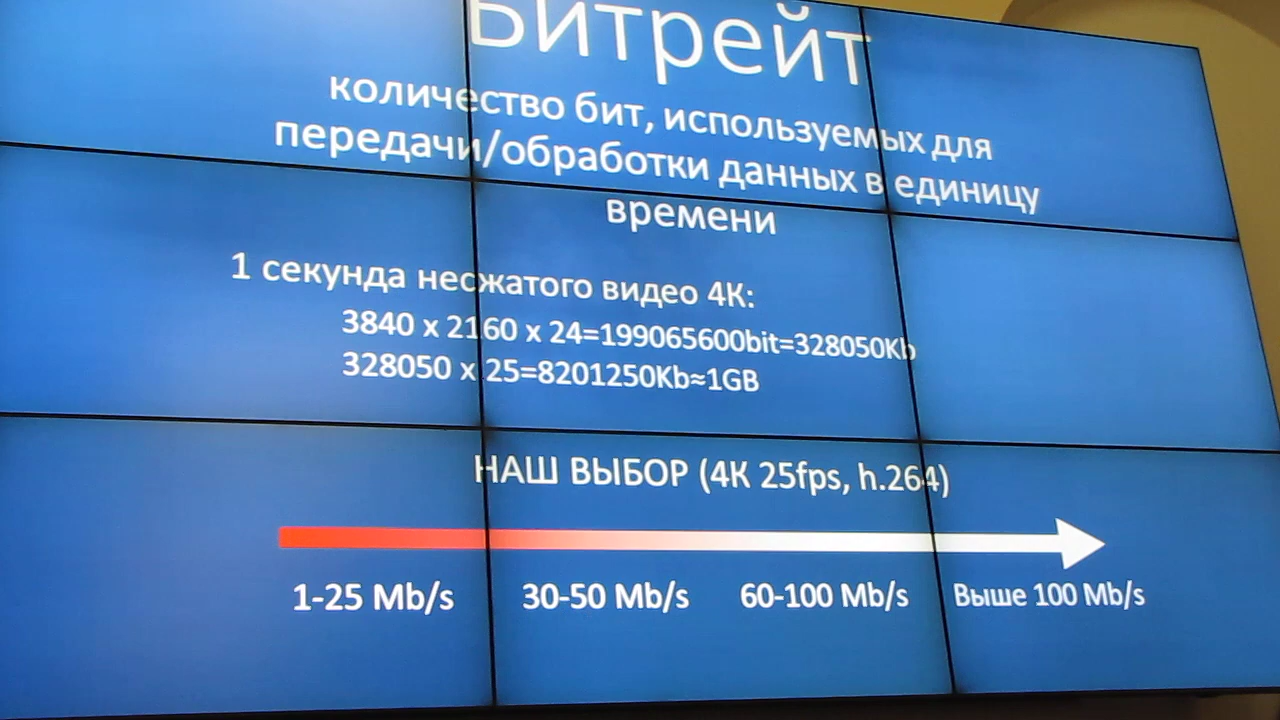 Битрейт
количество бит, используемых для
передачи/обработки данных в единицу
времени
1 секунда несжатого видео 4К:
3840 x 2160 x 24=199065600bit=328050Kb
328050 x 25=8201250Kb≈1GB
НАШ ВЫБОР (4К 25fps, h.264)
1-25 Mb/s 30-50 Mb/s 60-100 Mb/s Выше 100 Mb/s